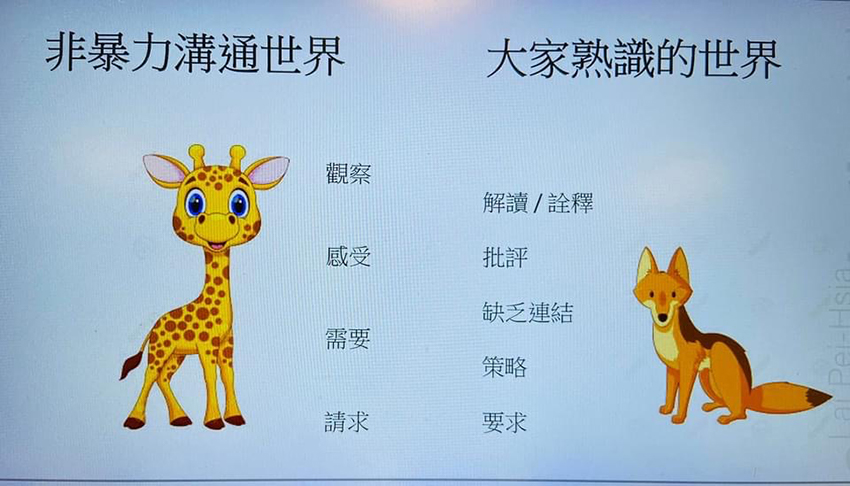 非暴力溝通世界
大家熟識的世界
觀察
感受
需要
請求
解讀 / 詮釋
批評
缺乏連結
策略
要求
Lai Pei-Hsia